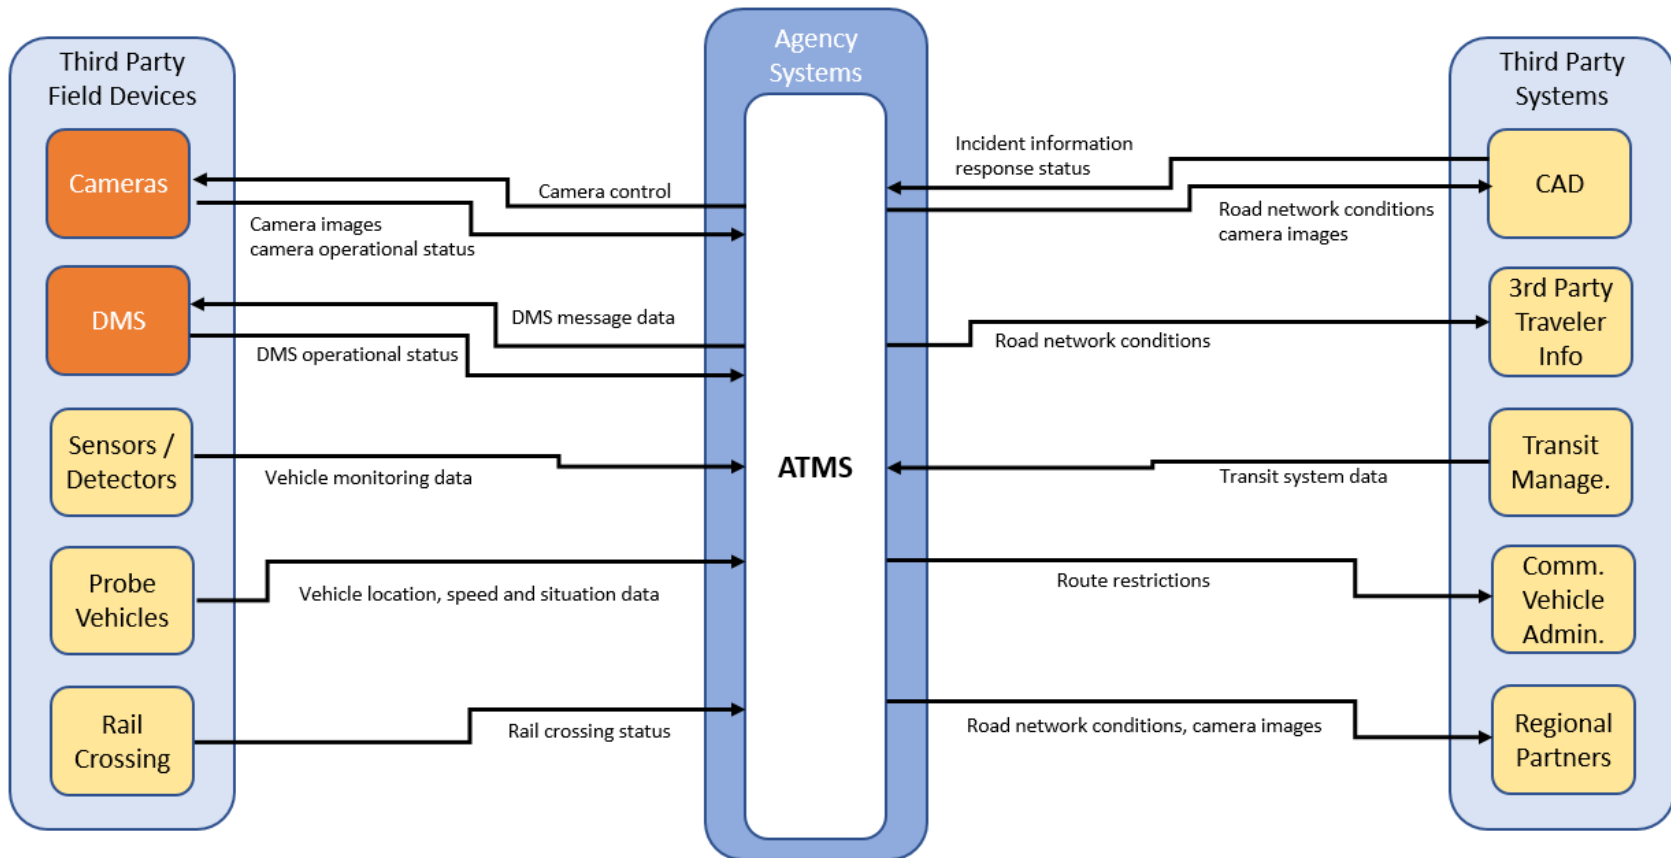 Third Party
Field Devices
Cameras
DMS
Sensors /
Detectors
Probe
Vehicles
Rail
Crossing
Camera control
Camera images
camera operational status
DMS message data
DMS operational status
Vehicle monitoring data
Vehicle location, speed and situation data
Rail crossing status
Agency
Systems
ATMS
Incident information
response status
Road network conditions
camera images
Road network conditions
Transit system data
Route restrictions
Road network conditions, camera images
Third Party
Systems
CAD
3rd Party
Traveler
Info
Transit
Manage.
Comm.
Vehicle
Admin.
Regional
Partners